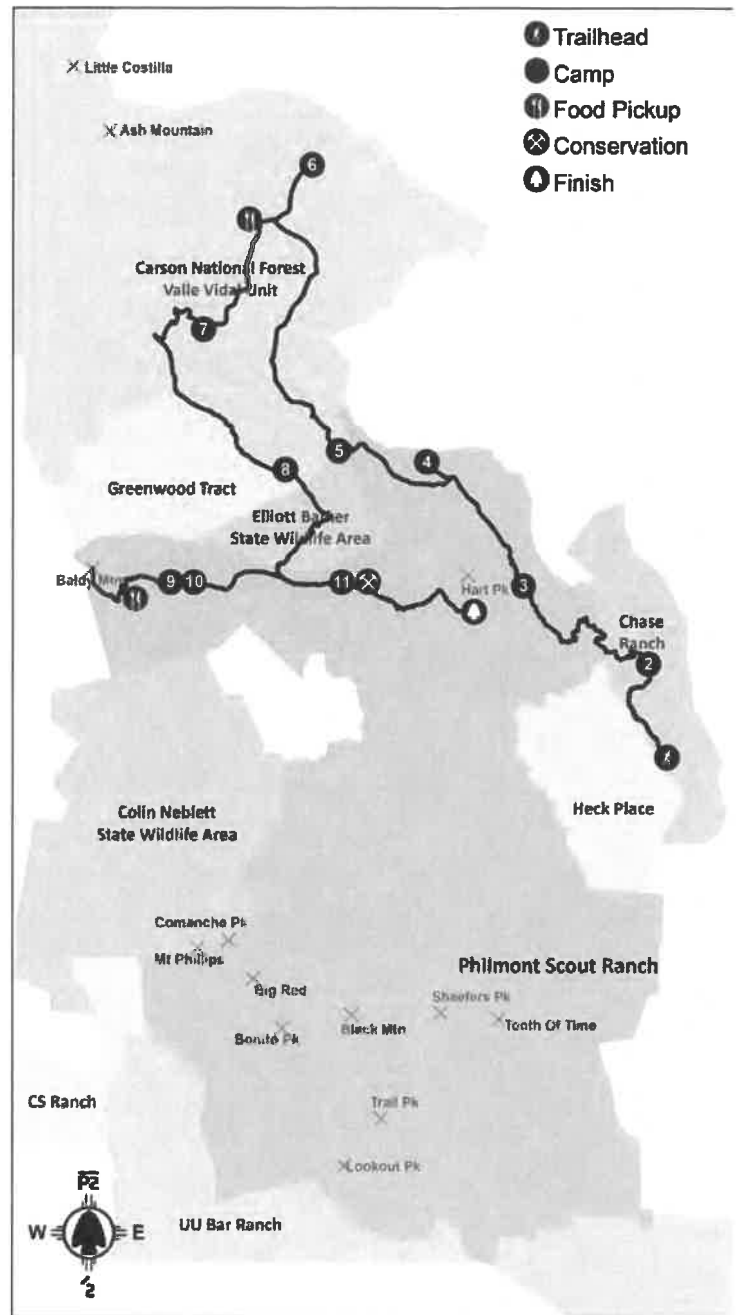 Trailhead
Camp
Food Pickup
Conservation
Finish
Little Costilla
Ash Mountain
6
Carson National Forest
Valle Vidal Unit
7
5
4
8
Greenwood Tract
Elliott Barker
State Wildlife Area
Baldy Mtn
9
10
11
Hart Pk
3
Chase
Ranch
2
Heck Place
Colin Neblett
State Wildlife Area
Comanche Pk
Mt Phillips
Big Red
Philmont Scout Ranch
Shaefers Pk
Black Mtn
Tooth Of Time
Bonito Pk
CS Ranch
Trail Pk
Lookout Pk
W
E
UU Bar Ranch